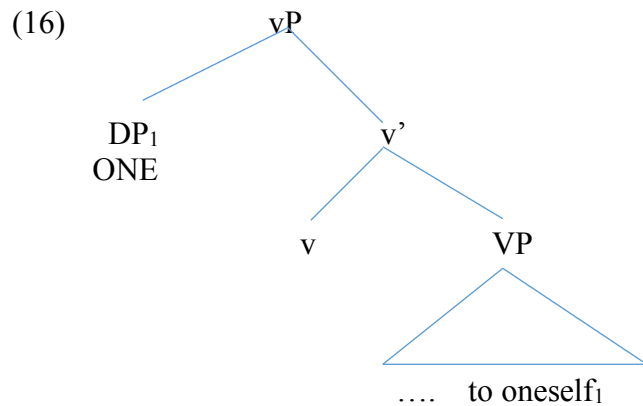 (16) vP
DP₁ v’
ONE
v VP
…. to oneself₁